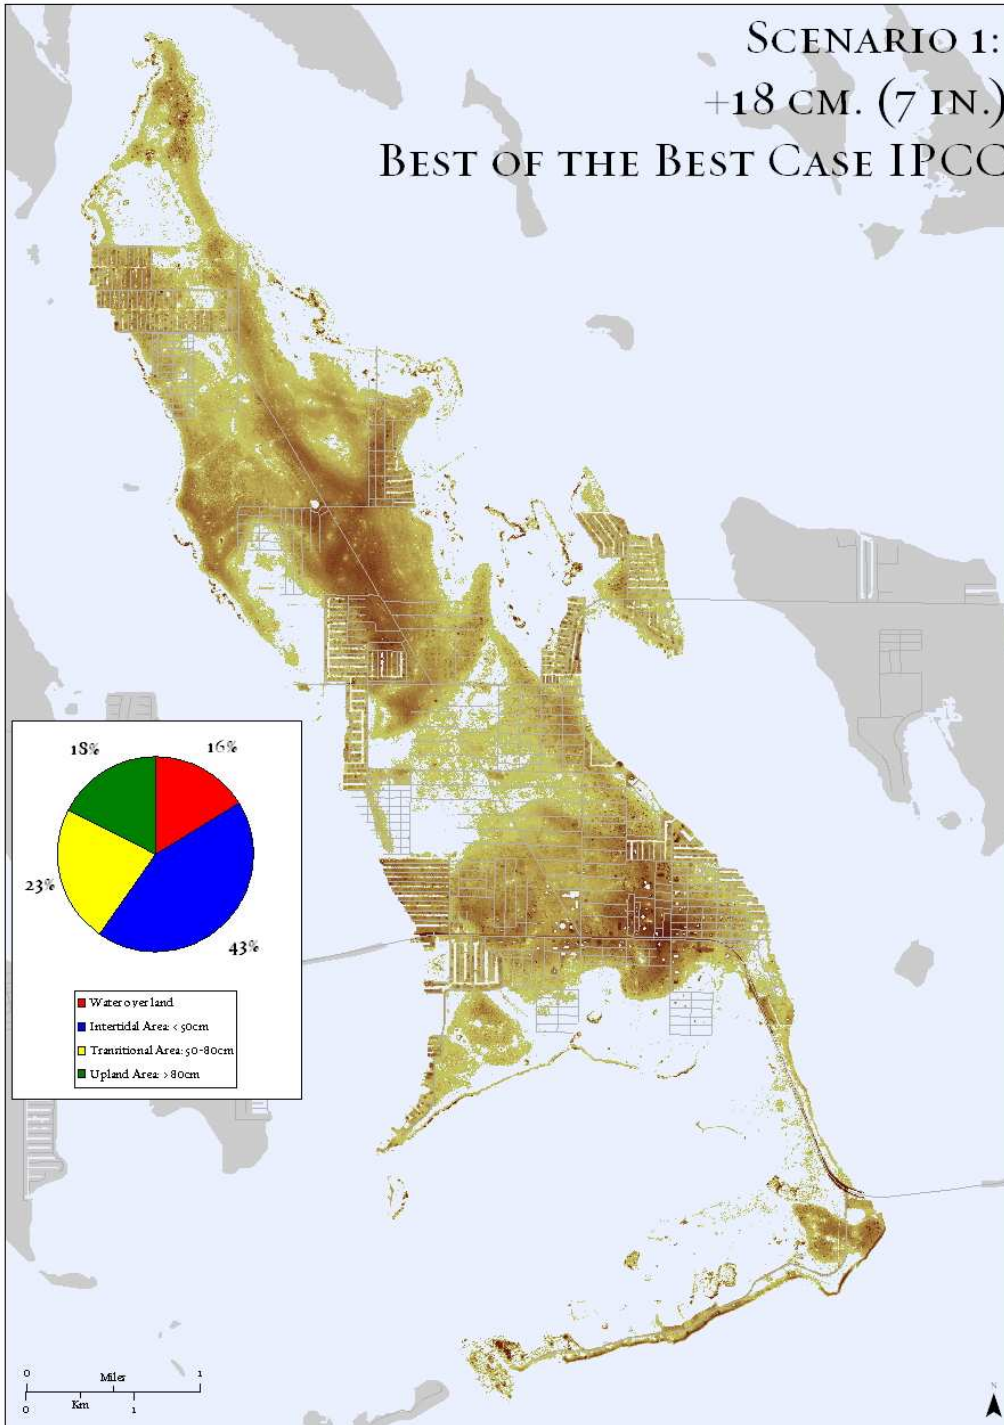 SCENARIO 1:
+18 CM. (7 IN.)
BEST OF THE BEST CASE IPCC
18%
16%
23%
43%
Water over land
Intertidal Area: < 50cm
Transitional Area: 50-80cm
Upland Area: > 80cm
0 Miles 1
0 Km 1
N